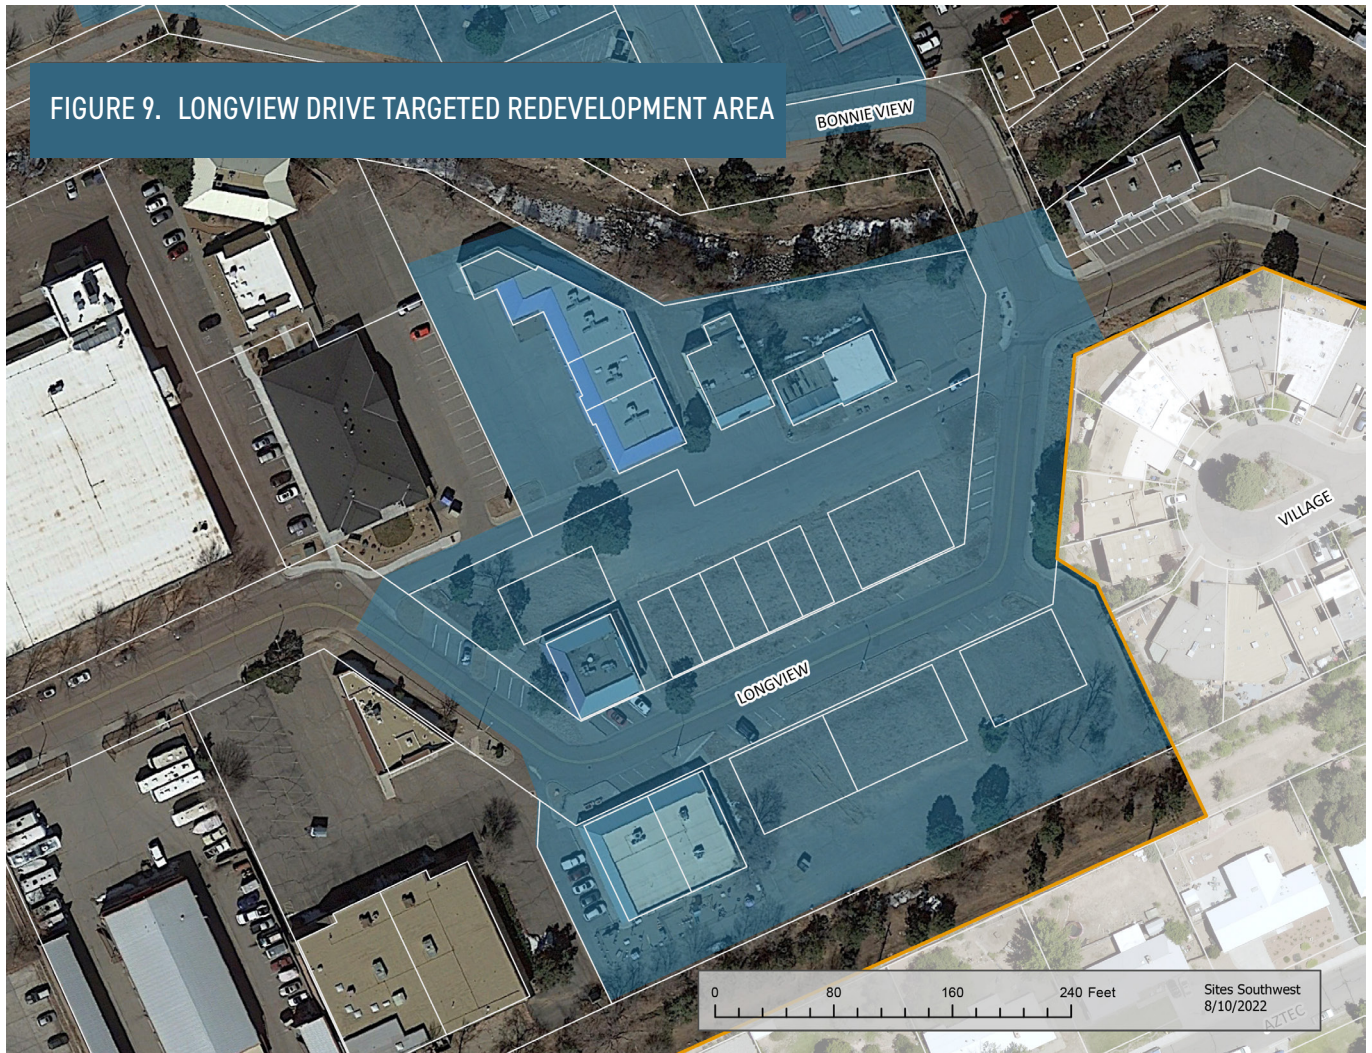 FIGURE 9. LONGVIEW DRIVE TARGETED REDEVELOPMENT AREA
BONNIE VIEW
VILLAGE
LONGVIEW
0 80 160 240 Feet
Sites Southwest
8/10/2022
AZTEC